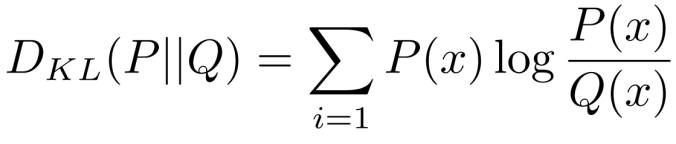 D_{KL}(P||Q) = \sum_{i=1} P(x) \log \frac{P(x)}{Q(x)}